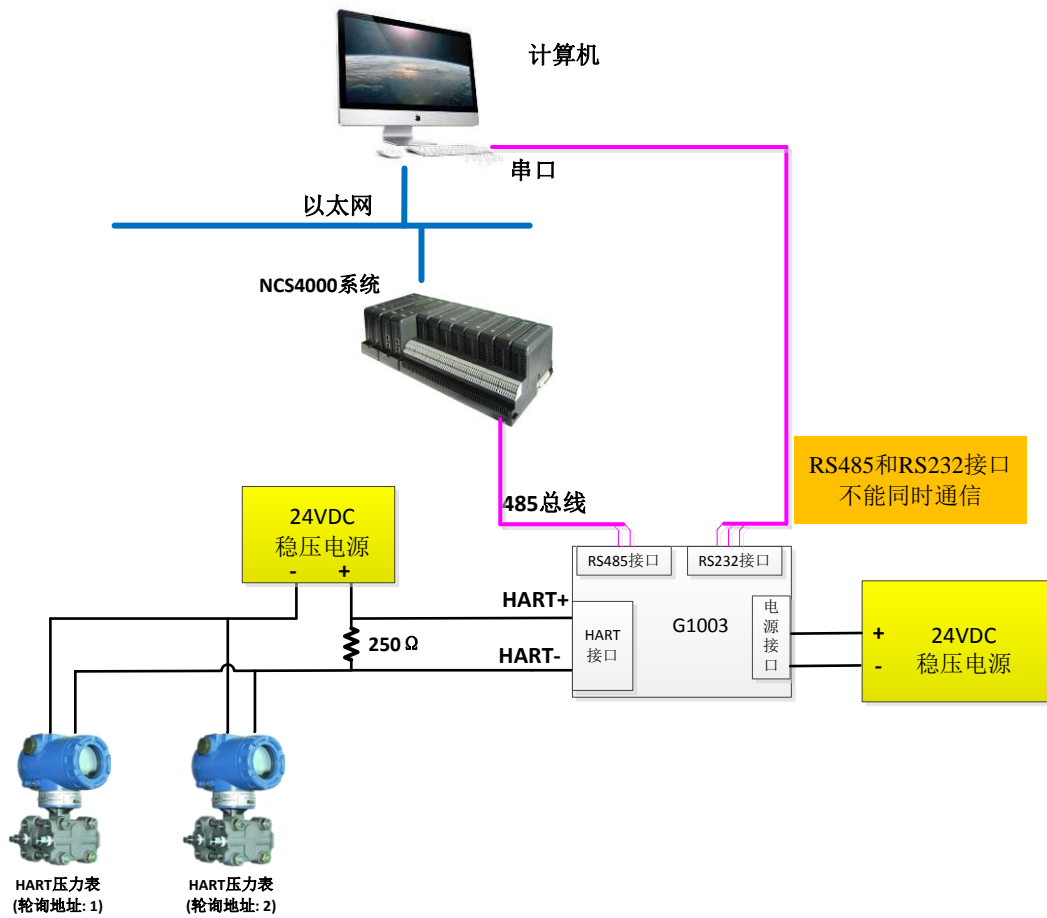 计算机
串口
以太网
NCS4000系统
RS485和RS232接口
不能同时通信
485总线
24VDC
稳压电源
- +
RS485接口
RS232接口
HART+
250Ω
HART-
HART
接口
G1003
电
源
接
口
+
-
24VDC
稳压电源
HART压力表
(轮询地址: 1)
HART压力表
(轮询地址: 2)